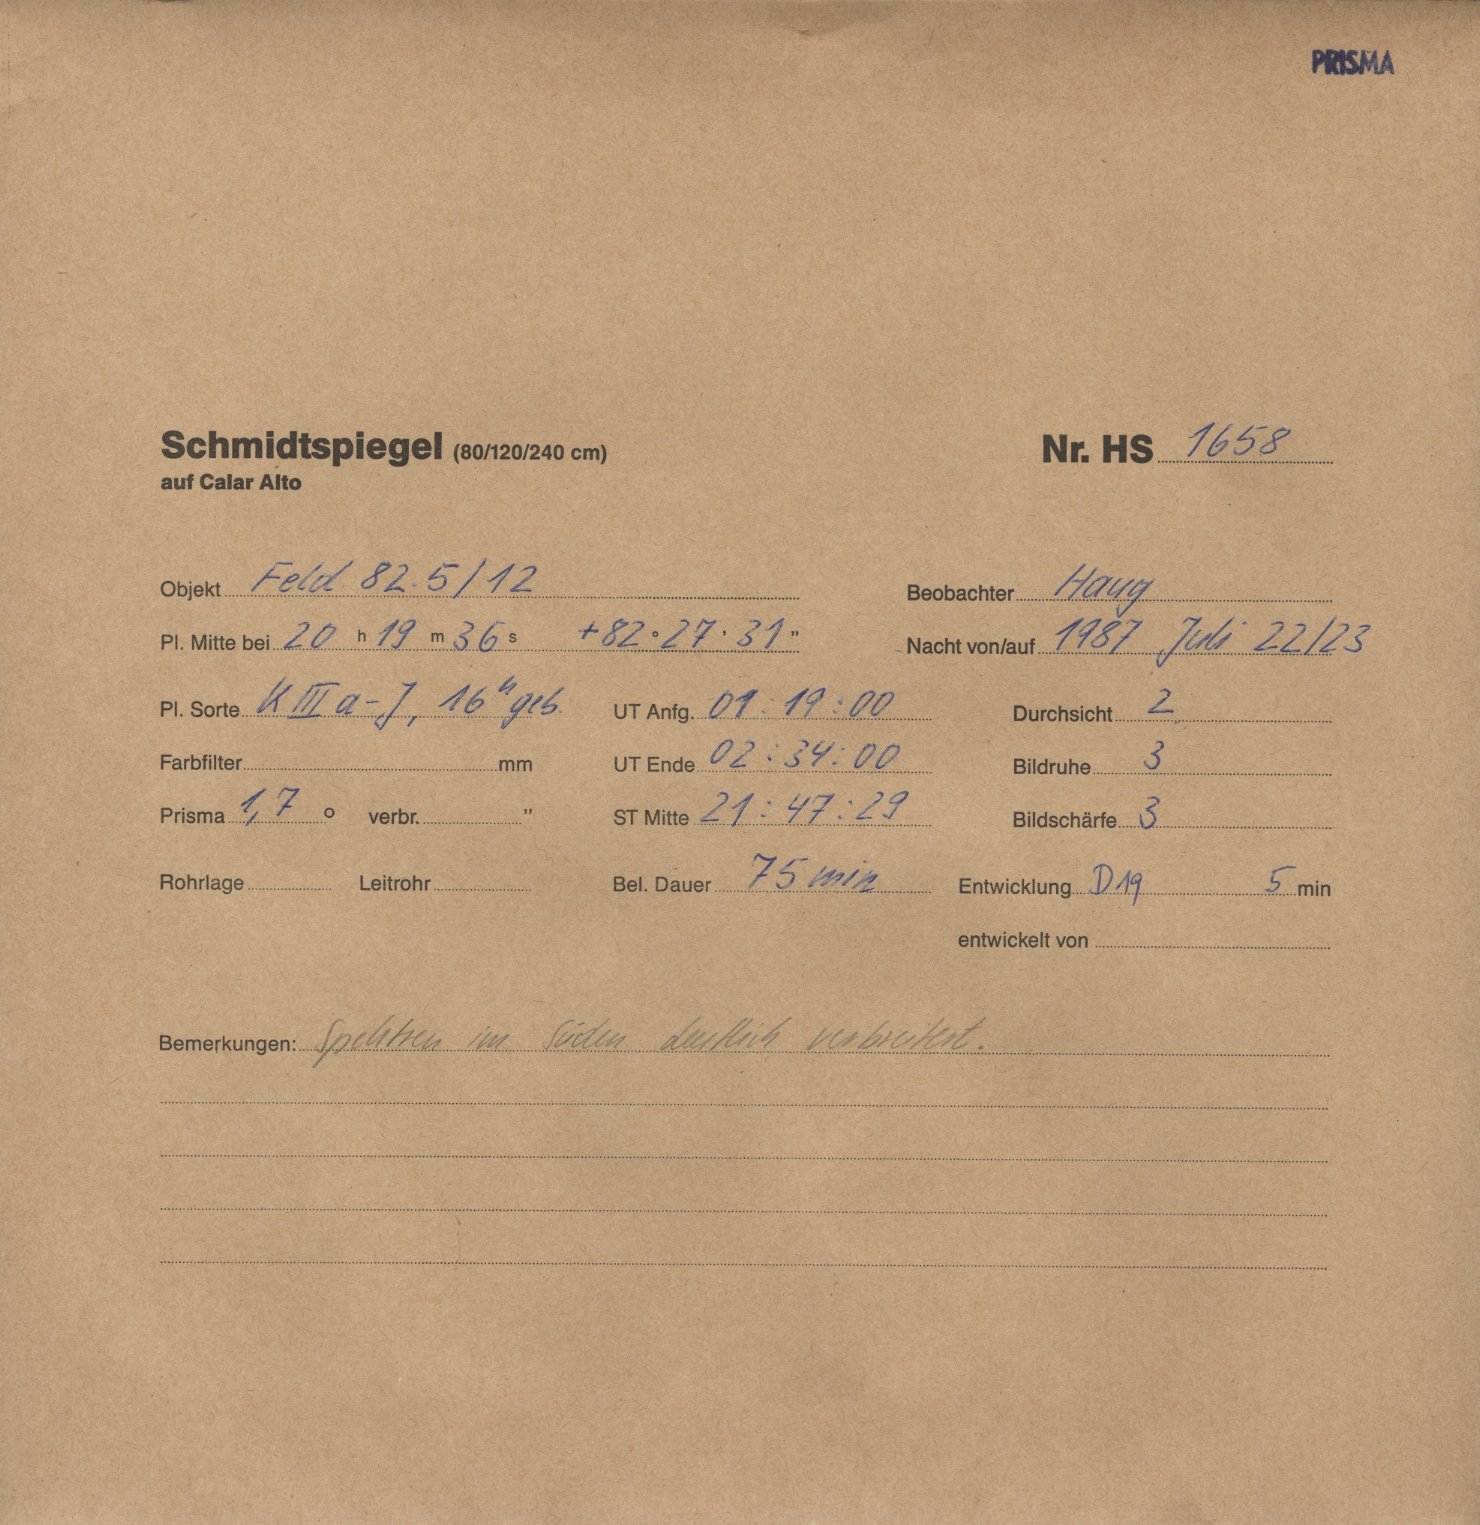 PRISMA
Schmidtspiegel (80/120/240 cm)
auf Calar Alto
Nr. HS 1658
Objekt Feld 82.5/12
Beobachter Haug
Pl. Mitte bei 20 h 19 m 36 s +82° 27' 31"
Nacht von/auf 1987 Juli 22/23
Pl. Sorte K III a-J, 16h geb.
UT Anfg. 01:19:00
Durchsicht 2
Farbfilter mm
UT Ende 02:34:00
Bildruhe 3
Prisma 1,7 ° verbr. "
ST Mitte 21:47:29
Bildschärfe 3
Rohrlage Leitrohr
Bel. Dauer 75 min
Entwicklung D19 5 min
entwickelt von
Bemerkungen: Spektren im Süden deutlich verbreitert.